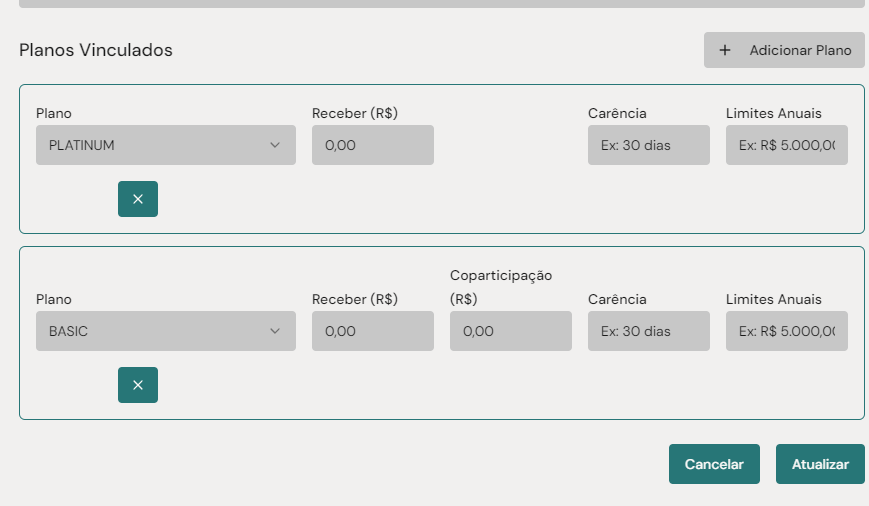 Planos Vinculados
+ Adicionar Plano
Plano
Receber (R$)
Carência
Limites Anuais
PLATINUM
0,00
Ex: 30 dias
Ex: R$ 5.000,0(
Plano
Receber (R$)
Coparticipação
(R$)
Carência
Limites Anuais
BASIC
0,00
0,00
Ex: 30 dias
Ex: R$ 5.000,0(
Cancelar
Atualizar